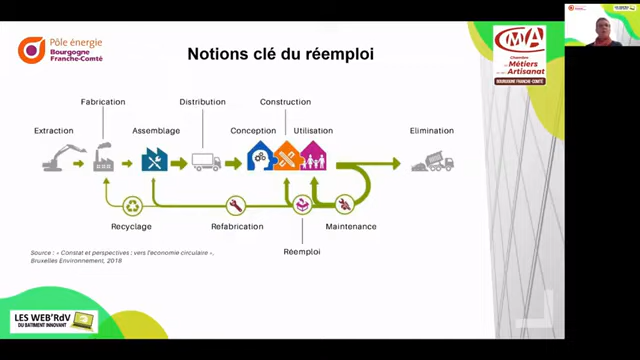 Pôle énergie
Bourgogne
Franche-Comté
Notions clé du réemploi
CMA
Chambre
de Métiers
et de l'Artisanat
BOURGOGNE FRANCHE-COMTÉ
Fabrication
Distribution
Construction
Extraction
Assemblage
Conception
Utilisation
Elimination
Recyclage
Refabrication
Maintenance
Réemploi
Source : « Constat et perspectives : vers l'economie circulaire »,
Bruxelles Environnement, 2018
LES WEB'RdV
DU BATIMENT INNOVANT